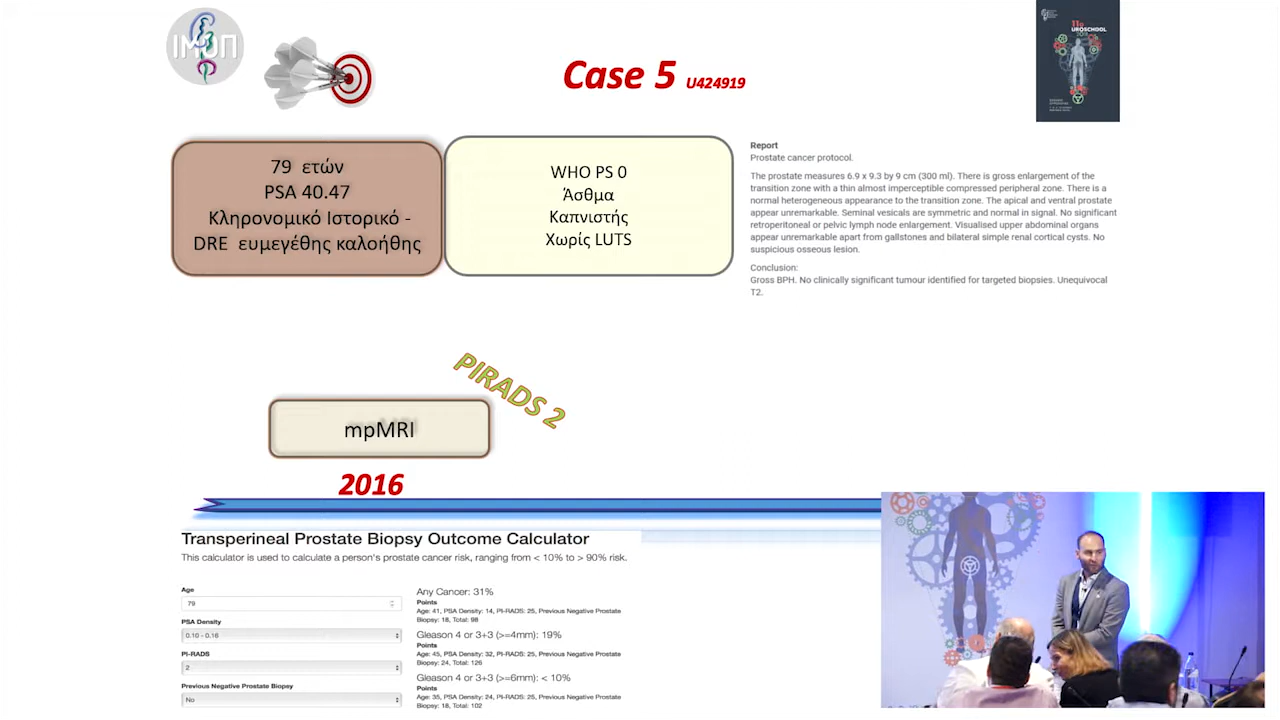 ΙΜΟΠ
Case 5 U424919
11ο
UROSCHOOL
79 ετών
PSA 40.47
Κληρονομικό Ιστορικό -
DRE ευμεγέθης καλοήθης
WHO PS 0
Άσθμα
Καπνιστής
Χωρίς LUTS
Report
Prostate cancer protocol.
The prostate measures 6.9 x 9.3 by 9 cm (300 ml). There is gross enlargement of the
transition zone with a thin almost imperceptible compressed peripheral zone. There is a
normal heterogeneous appearance to the transition zone. The apical and ventral prostate
appear unremarkable. Seminal vesicals are symmetric and normal in signal. No significant
retroperitoneal or pelvic lymph node enlargement. Visualised upper abdominal organs
appear unremarkable apart from gallstones and bilateral simple renal cortical cysts. No
suspicious osseous lesion.
Conclusion:
Gross BPH. No clinically significant tumour identified for targeted biopsies. Unequivocal
T2.
PIRADS 2
mpMRI
2016
Transperineal Prostate Biopsy Outcome Calculator
This calculator is used to calculate a person's prostate cancer risk, ranging from < 10% to > 90% risk.
Age
79
PSA Density
0.10 - 0.16
PI-RADS
2
Previous Negative Prostate Biopsy
No
Any Cancer: 31%
Points
Age: 41, PSA Density: 14, PI-RADS: 25, Previous Negative Prostate
Biopsy: 18, Total: 98
Gleason 4 or 3+3 (>=4mm): 19%
Points
Age: 45, PSA Density: 32, PI-RADS: 25, Previous Negative Prostate
Biopsy: 24, Total: 126
Gleason 4 or 3+3 (>=6mm): < 10%
Points
Age: 35, PSA Density: 24, PI-RADS: 25, Previous Negative Prostate
Biopsy: 18, Total: 102